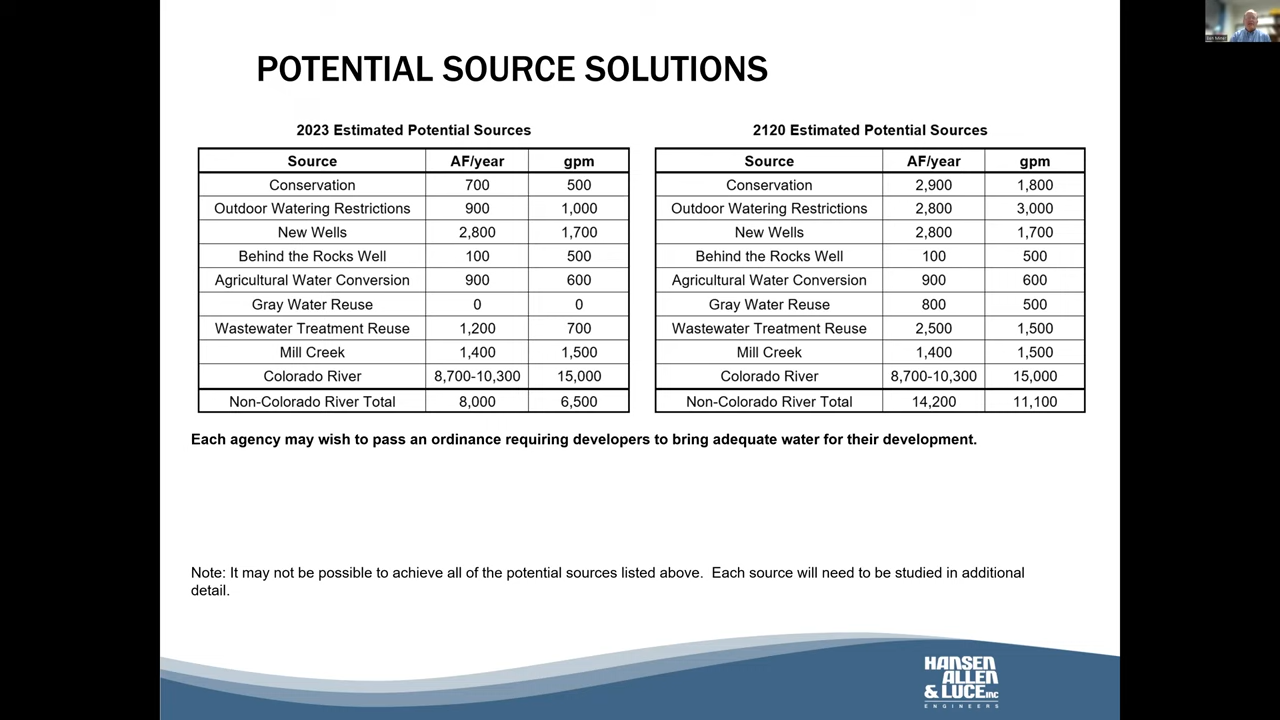 POTENTIAL SOURCE SOLUTIONS
2023 Estimated Potential Sources
Source AF/year gpm
Conservation 700 500
Outdoor Watering Restrictions 900 1,000
New Wells 2,800 1,700
Behind the Rocks Well 100 500
Agricultural Water Conversion 900 600
Gray Water Reuse 0 0
Wastewater Treatment Reuse 1,200 700
Mill Creek 1,400 1,500
Colorado River 8,700-10,300 15,000
Non-Colorado River Total 8,000 6,500
2120 Estimated Potential Sources
Source AF/year gpm
Conservation 2,900 1,800
Outdoor Watering Restrictions 2,800 3,000
New Wells 2,800 1,700
Behind the Rocks Well 100 500
Agricultural Water Conversion 900 600
Gray Water Reuse 800 500
Wastewater Treatment Reuse 2,500 1,500
Mill Creek 1,400 1,500
Colorado River 8,700-10,300 15,000
Non-Colorado River Total 14,200 11,100
Each agency may wish to pass an ordinance requiring developers to bring adequate water for their development.
Note: It may not be possible to achieve all of the potential sources listed above. Each source will need to be studied in additional
detail.
HANSEN
ALLEN
& LUCE INC
ENGINEERS